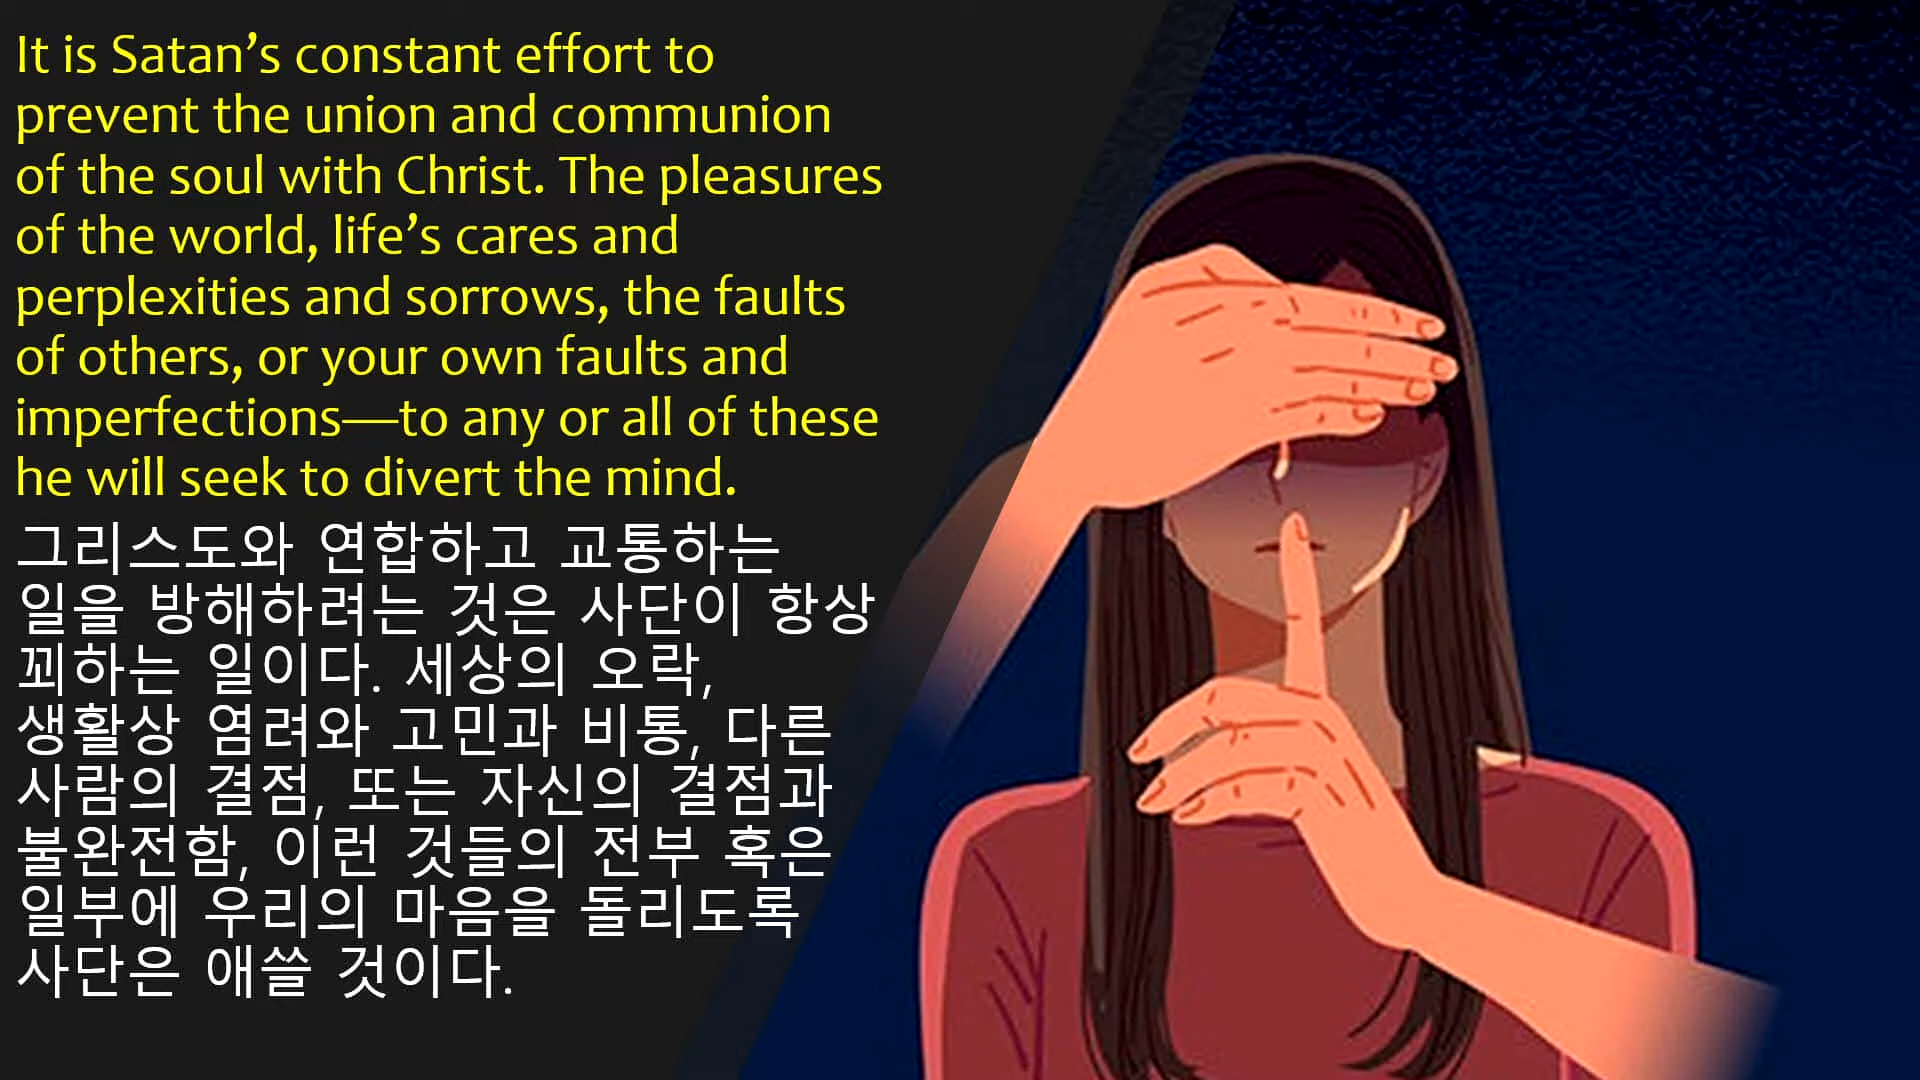 It is Satan’s constant effort to
prevent the union and communion
of the soul with Christ. The pleasures
of the world, life’s cares and
perplexities and sorrows, the faults
of others, or your own faults and
imperfections—to any or all of these
he will seek to divert the mind.
그리스도와 연합하고 교통하는
일을 방해하려는 것은 사단이 항상
꾀하는 일이다. 세상의 오락,
생활상 염려와 고민과 비통, 다른
사람의 결점, 또는 자신의 결점과
불완전함, 이런 것들의 전부 혹은
일부에 우리의 마음을 돌리도록
사단은 애쓸 것이다.